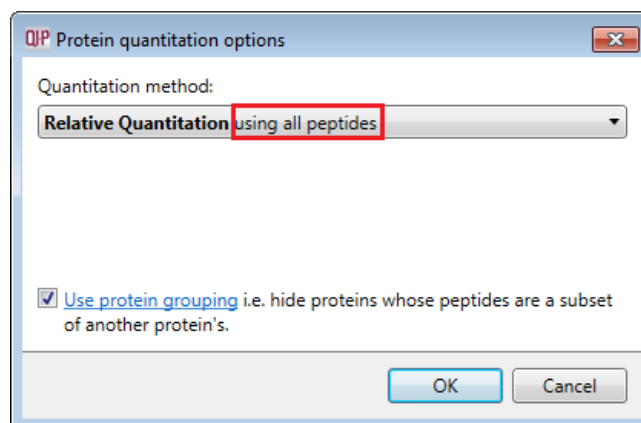 QIP Protein quantitation options
Quantitation method:
Relative Quantitation using all peptides
Use protein grouping i.e. hide proteins whose peptides are a subset
of another protein's.
OK Cancel